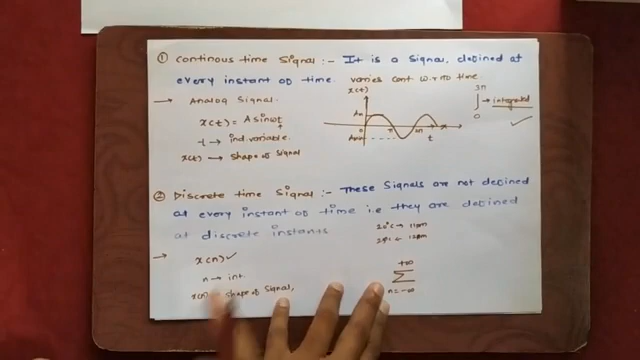 ① Continous time Signal :- It is a Signal defined at
every instant of time. varies cont w.r.to time.
→ Analog Signal.
x(t) = A sinωt
t → ind.variable.
x(t) → shape of Signal
x(t)
Am
0
π
t
3π
∫ → integrated
0
② Discrete time Signal :- These Signals are not defined
at every instant of time i.e they are defined
at discrete instants
→ x(n) ✓
n → int
x(n) shape of Signal,
20°C → 11am
12pm
+∞
Σ
n = -∞